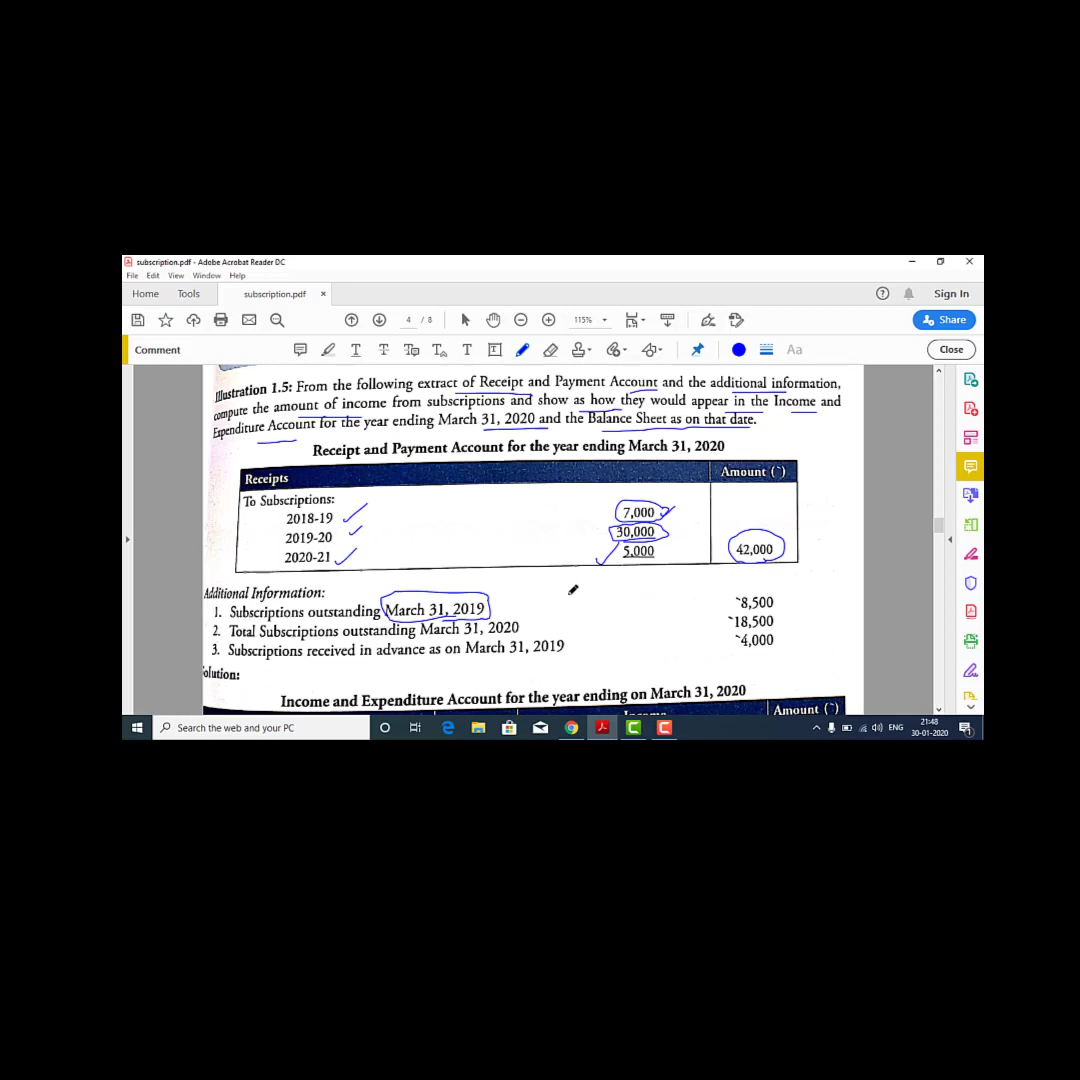 subscription.pdf - Adobe Acrobat Reader DC
File Edit View Window Help
Home Tools subscription.pdf × ? Sign In
4 / 8 115% Share
Comment T T T T Aa Close
Illustration 1.5: From the following extract of Receipt and Payment Account and the additional information,
compute the amount of income from subscriptions and show as how they would appear in the Income and
Expenditure Account for the year ending March 31, 2020 and the Balance Sheet as on that date.
Receipt and Payment Account for the year ending March 31, 2020
Receipts Amount (`)
To Subscriptions:
2018-19 7,000
2019-20 30,000
2020-21 5,000 42,000
Additional Information:
1. Subscriptions outstanding March 31, 2019 `8,500
2. Total Subscriptions outstanding March 31, 2020 `18,500
3. Subscriptions received in advance as on March 31, 2019 `4,000
olution:
Income and Expenditure Account for the year ending on March 31, 2020
Income Amount (`)
Search the web and your PC ENG 21:48
30-01-2020